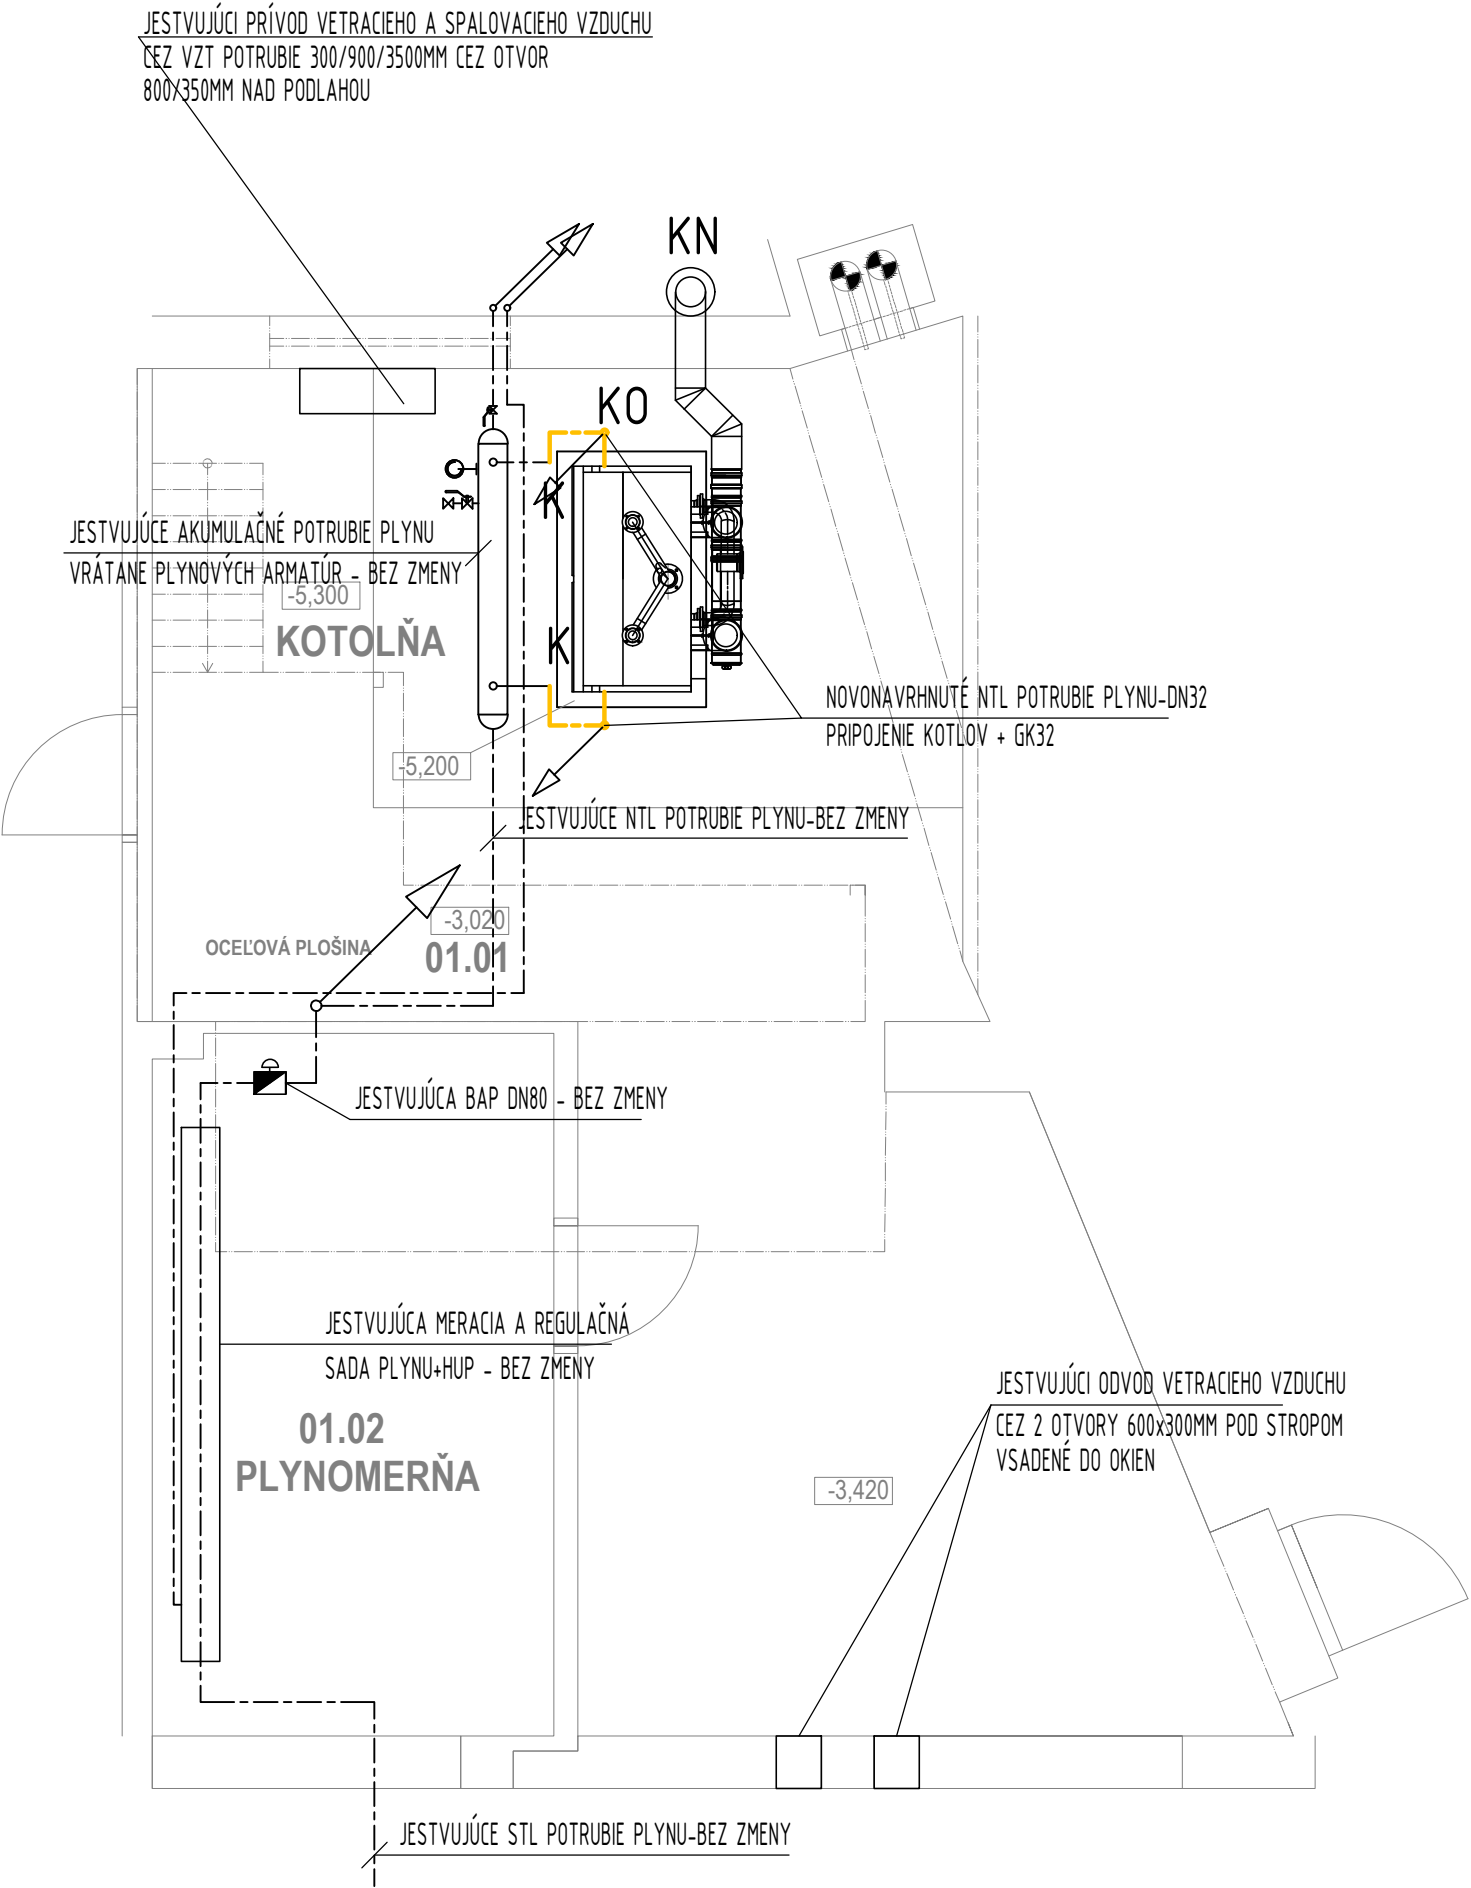 JESTVUJÚCI PRÍVOD VETRACIEHO A SPALOVACIEHO VZDUCHU
CEZ VZT POTRUBIE 300/900/3500MM CEZ OTVOR
800/350MM NAD PODLAHOU
KN
KO
K
JESTVUJÚCE AKUMULAČNÉ POTRUBIE PLYNU
VRÁTANE PLYNOVÝCH ARMATÚR - BEZ ZMENY
-5,300
KOTOLŇA
K
NOVONAVRHNUTÉ NTL POTRUBIE PLYNU-DN32
PRIPOJENIE KOTLOV + GK32
-5,200
JESTVUJÚCE NTL POTRUBIE PLYNU-BEZ ZMENY
-3,020
OCEĽOVÁ PLOŠINA
01.01
JESTVUJÚCA BAP DN80 - BEZ ZMENY
JESTVUJÚCA MERACIA A REGULAČNÁ
SADA PLYNU+HUP - BEZ ZMENY
JESTVUJÚCI ODVOD VETRACIEHO VZDUCHU
CEZ 2 OTVORY 600x300MM POD STROPOM
VSADENÉ DO OKIEN
01.02
PLYNOMERŇA
-3,420
JESTVUJÚCE STL POTRUBIE PLYNU-BEZ ZMENY